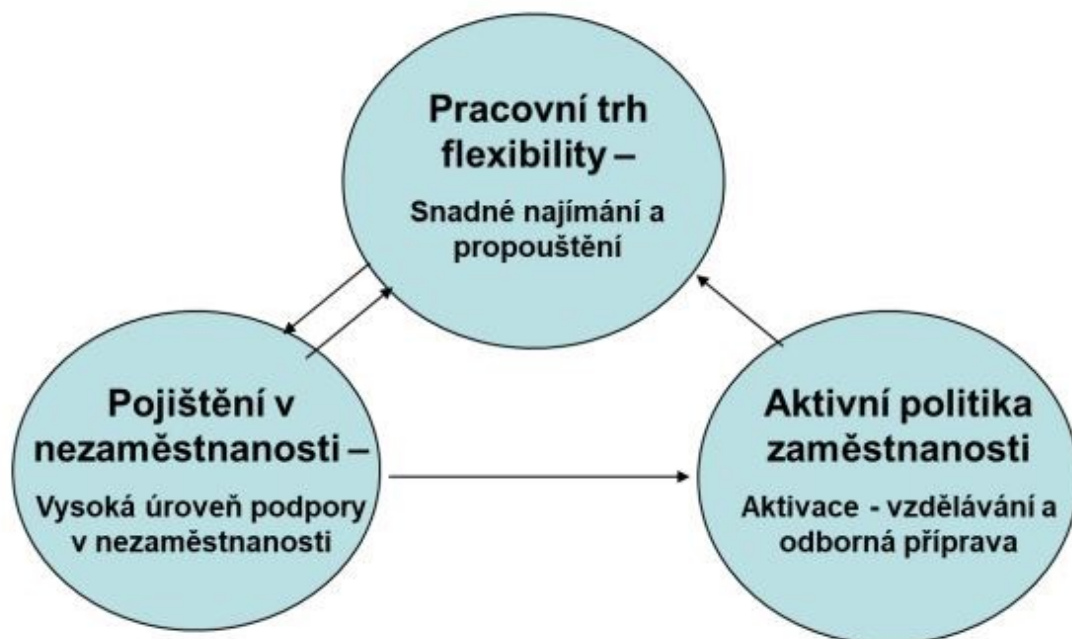 Pracovní trh
flexibility –
Snadné najímání a
propouštění
Pojištění v
nezaměstnanosti –
Vysoká úroveň podpory
v nezaměstnanosti
Aktivní politika
zaměstnanosti
Aktivace - vzdělávání a
odborná příprava